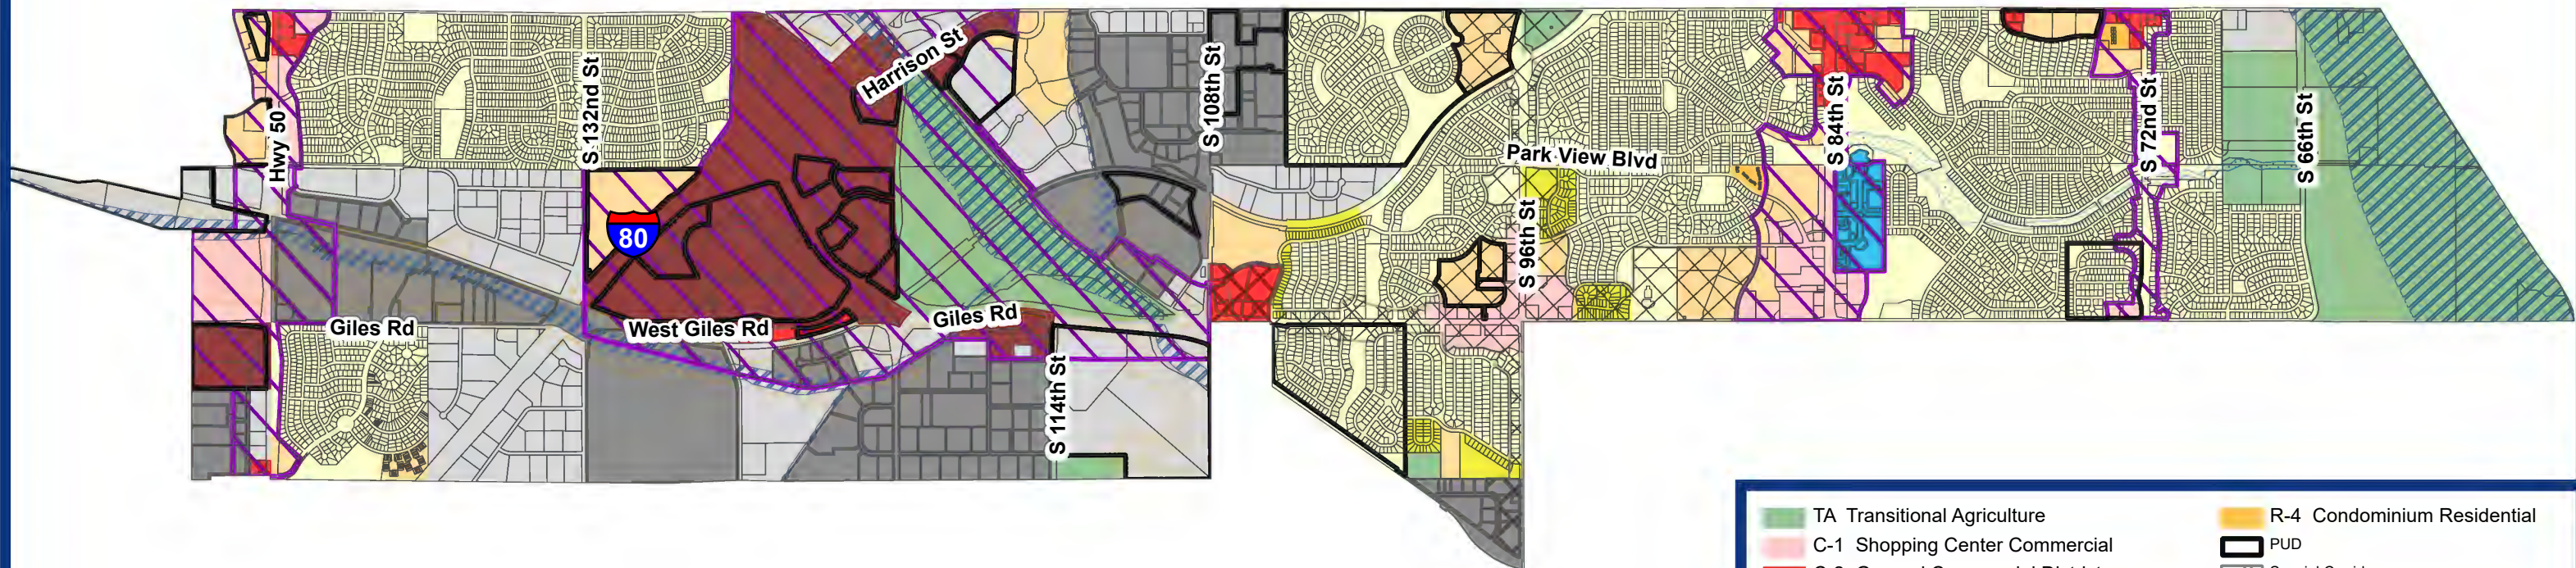 Harrison St
S 132nd St
S 108th St
Hwy 50
S 84th St
S 72nd St
S 66th St
Park View Blvd
80
S 96th St
Giles Rd
West Giles Rd
Giles Rd
S 114th St
TA Transitional Agriculture
R-4 Condominium Residential
C-1 Shopping Center Commercial
PUD